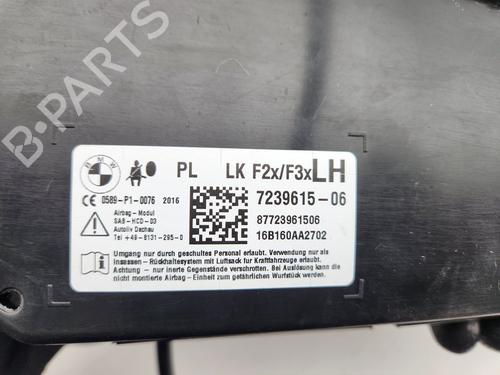 B-PARTS
BMW
PL LK F2x/F3x LH
0589-P1-0076 2016
7239615-06
Airbag - Modul
SAB-HCD-03
Autoliv Dachau
Tel +49-8131-295-0
87723961506
16B160AA2702
Umgang nur durch geschultes Personal erlaubt. Verwendung nur als
Insassen - Rückhaltesystem mit Luftsack für Kraftfahrzeuge erlaubt.
Achtung - nur inerte Gegenstände verschrotten. Bei Auslösung kann die
nicht montierte Airbag - Einheit zum gefährlichen Wurfstück werden.